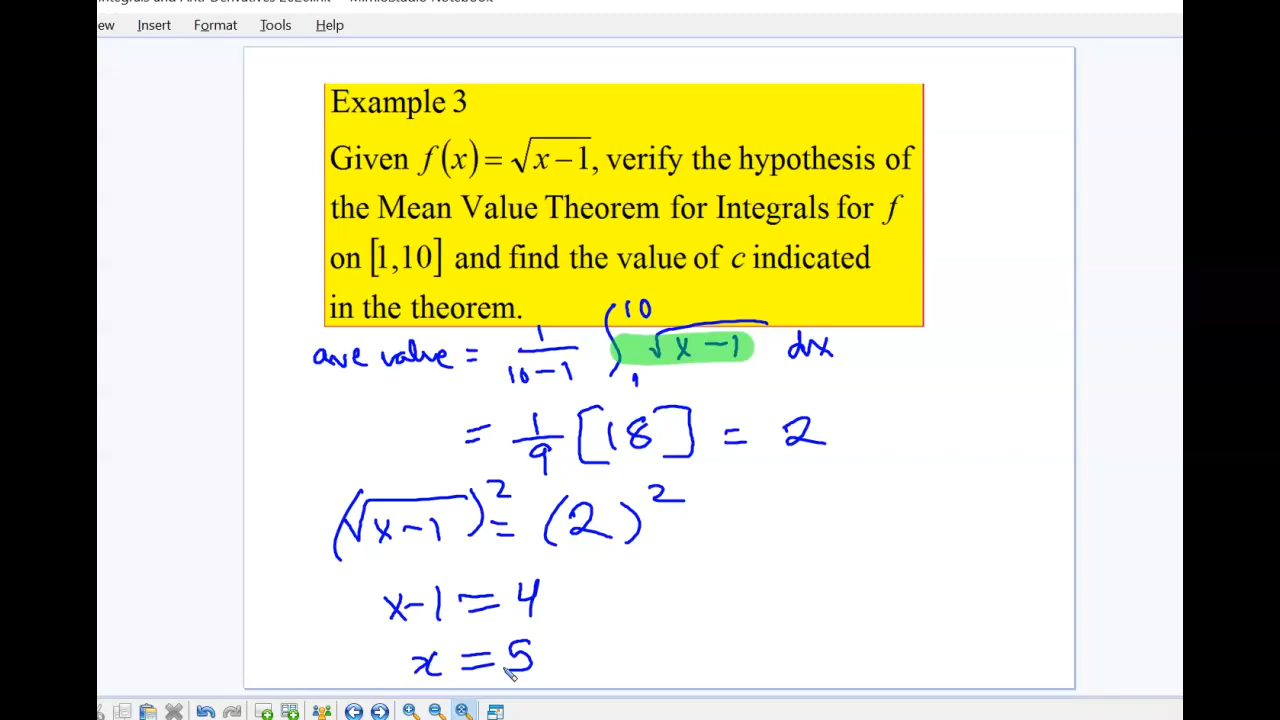 ew Insert Format Tools Help
Example 3
Given f(x) = √(x−1), verify the hypothesis of
the Mean Value Theorem for Integrals for f
on [1,10] and find the value of c indicated
in the theorem.
ave value = 1/(10−1) ∫₁¹⁰ √(x−1) dx
= 1/9 [18] = 2
(√(x−1))² = (2)²
x−1 = 4
x = 5